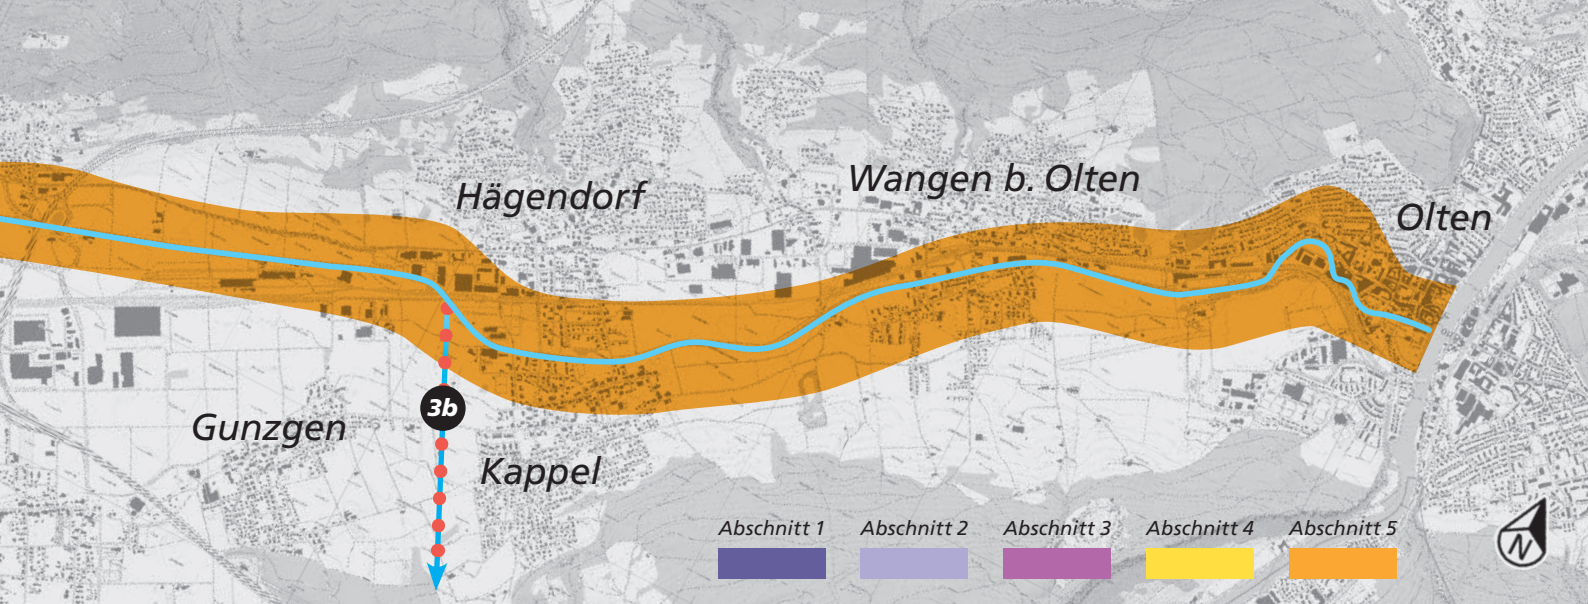 Hägendorf
Wangen b. Olten
Olten
3b
Gunzgen
Kappel
Abschnitt 1 Abschnitt 2 Abschnitt 3 Abschnitt 4 Abschnitt 5
N